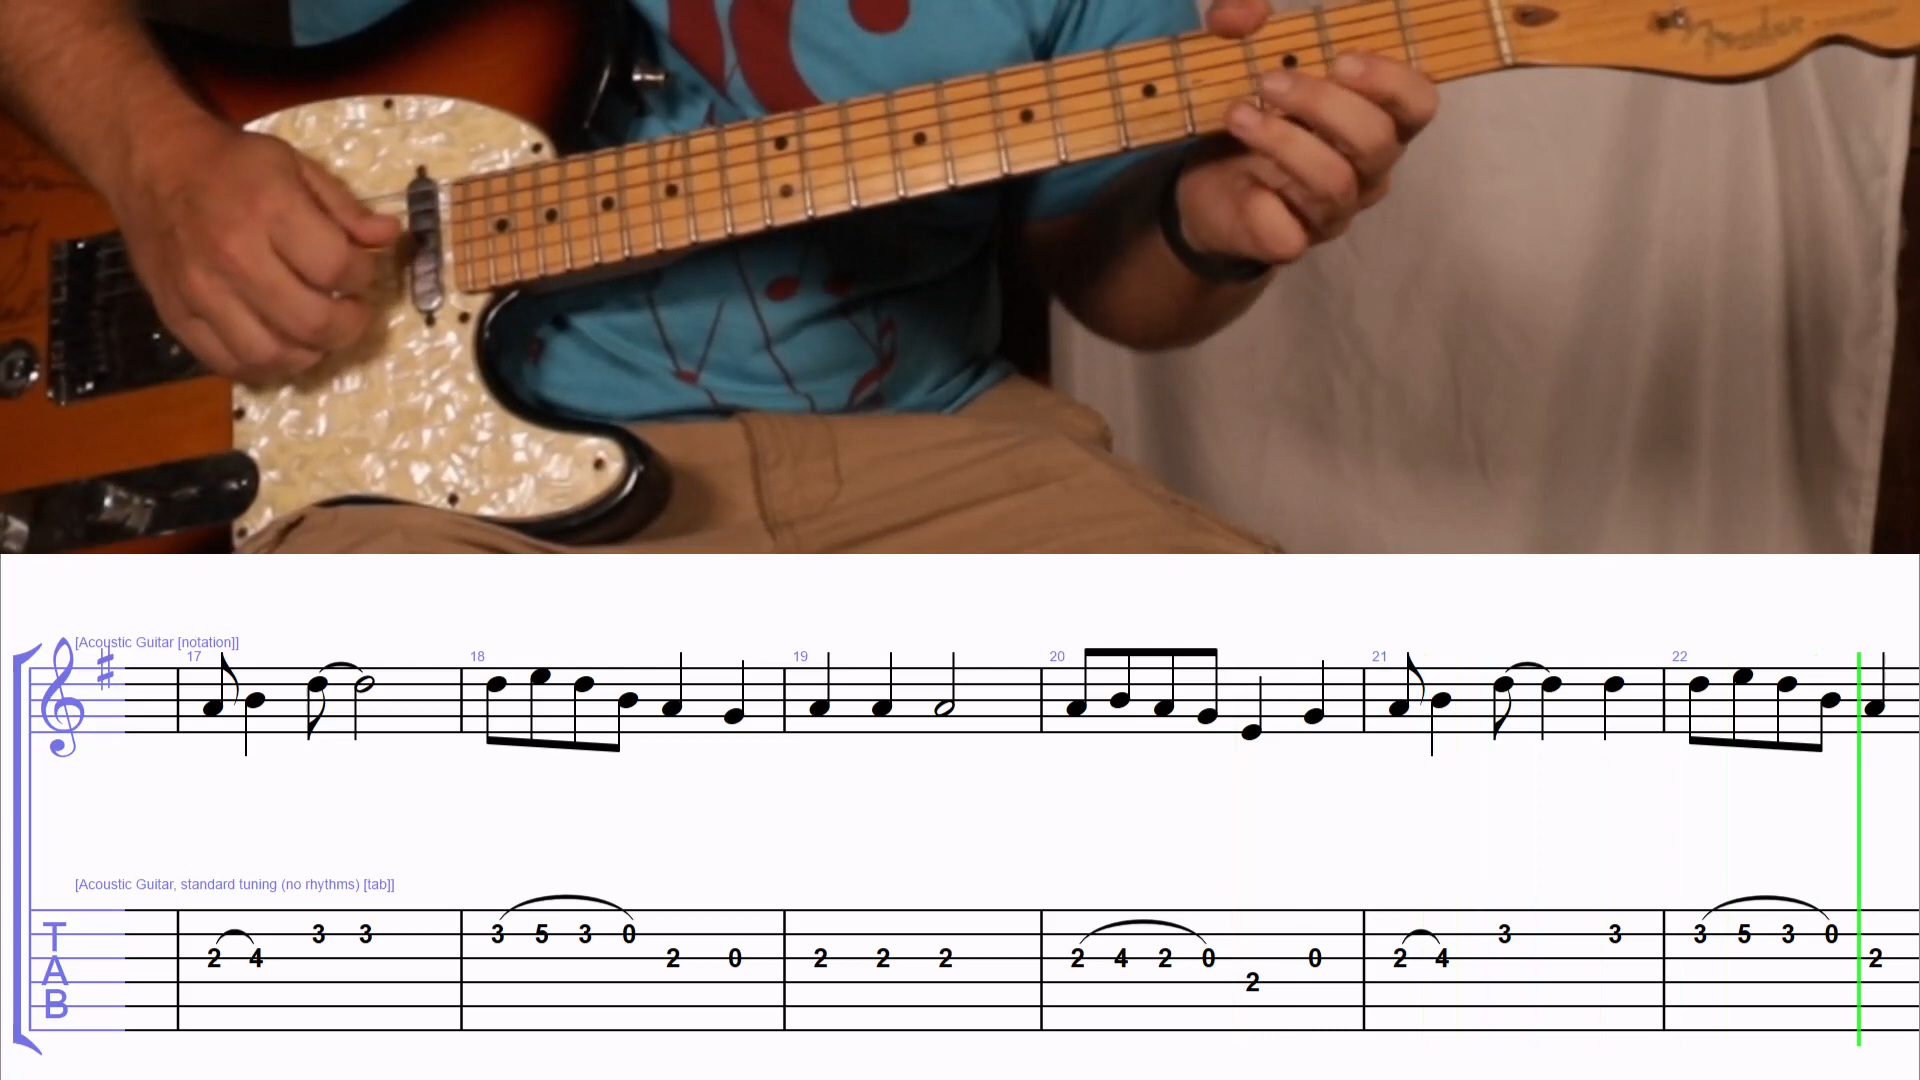 Fender
[Acoustic Guitar [notation]]
17 18 19 20 21 22
[Acoustic Guitar, standard tuning (no rhythms) [tab]]
3 3 3 5 3 0 3 3 3 5 3 0
T 2 4 2 0 2 2 2 2 4 2 0 0 2 4 2
A 2
B